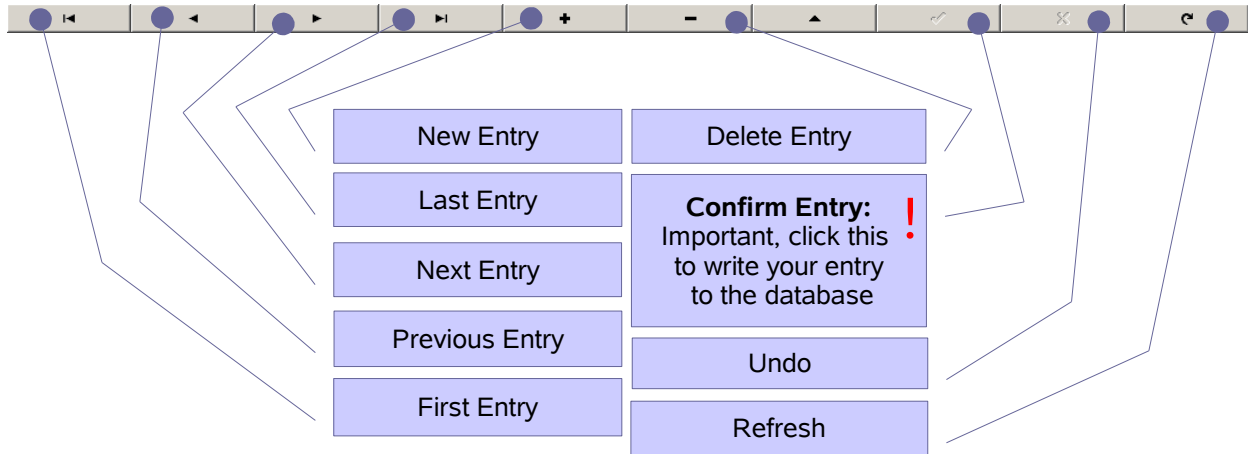 New Entry
Delete Entry
Last Entry
Confirm Entry:
Important, click this
to write your entry
to the database
!
Next Entry
Previous Entry
Undo
First Entry
Refresh